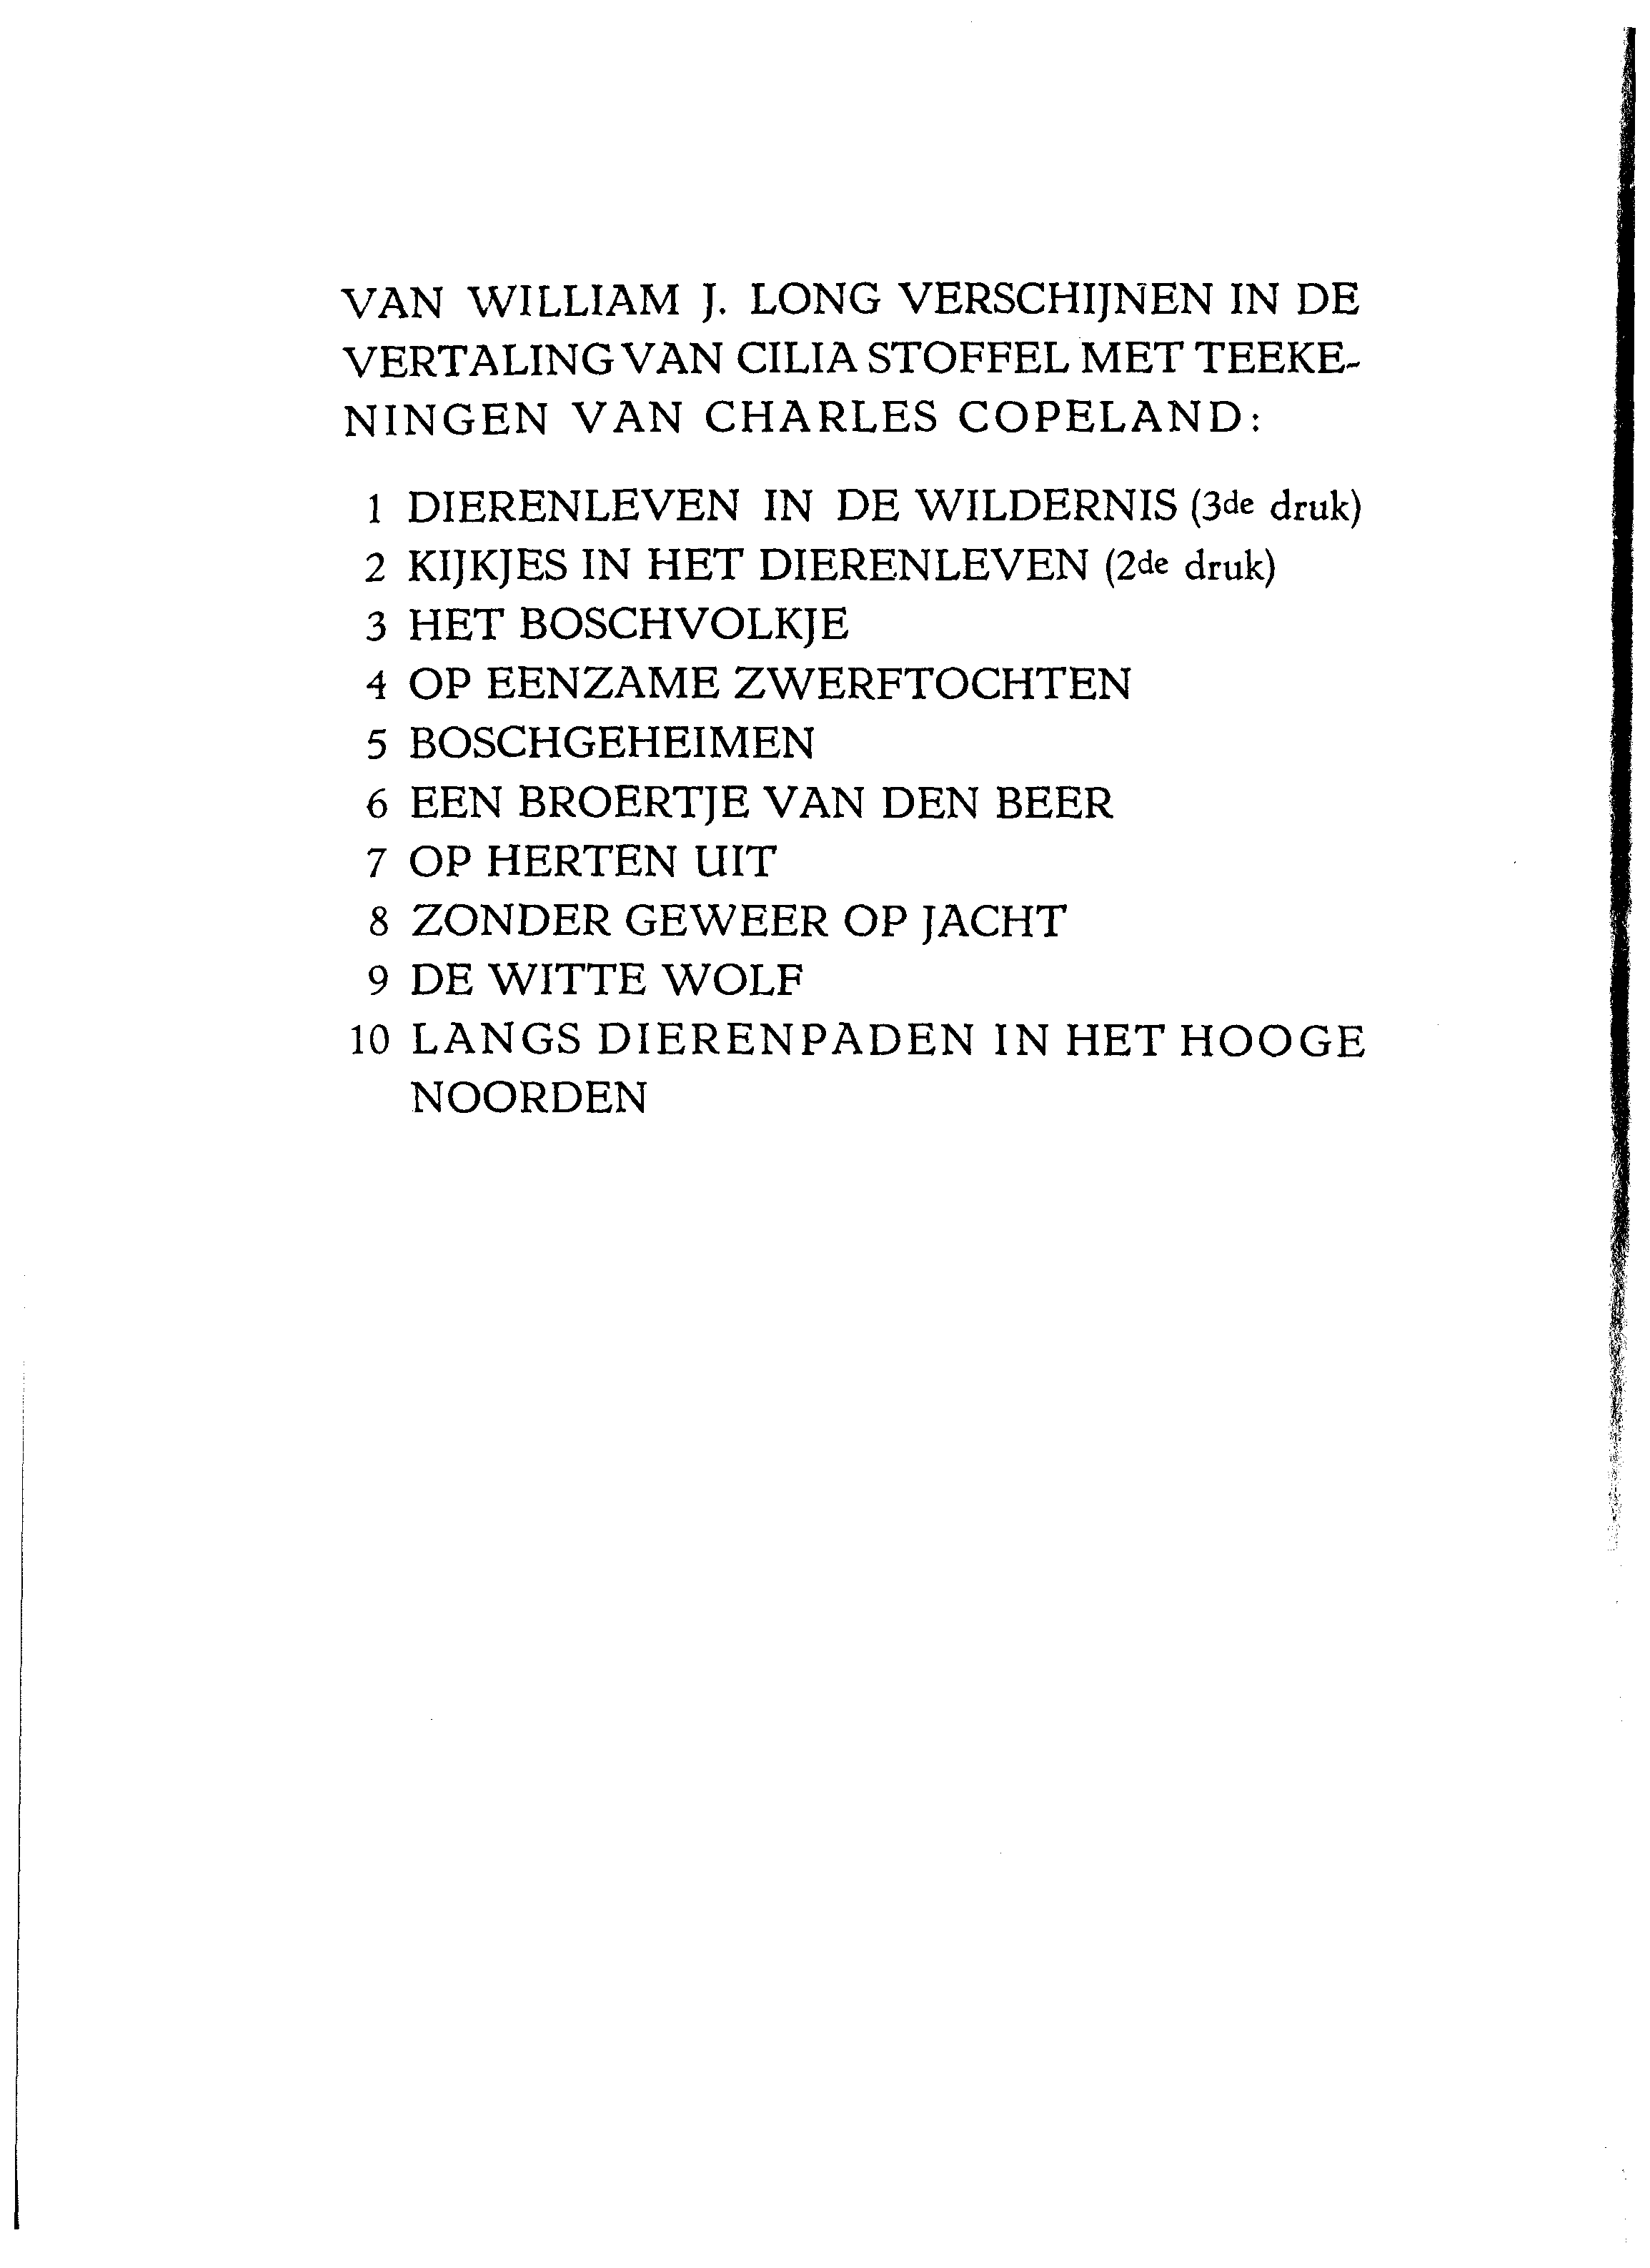 VAN WILLIAM J. LONG VERSCHIJNEN IN DE
VERTALING VAN CILIA STOFFEL MET TEEKE-
NINGEN VAN CHARLES COPELAND:
1 DIERENLEVEN IN DE WILDERNIS (3de druk)
2 KIJKJES IN HET DIERENLEVEN (2de druk)
3 HET BOSCHVOLKJE
4 OP EENZAME ZWERFTOCHTEN
5 BOSCHGEHEIMEN
6 EEN BROERTJE VAN DEN BEER
7 OP HERTEN UIT
8 ZONDER GEWEER OP JACHT
9 DE WITTE WOLF
10 LANGS DIERENPADEN IN HET HOOGE
NOORDEN